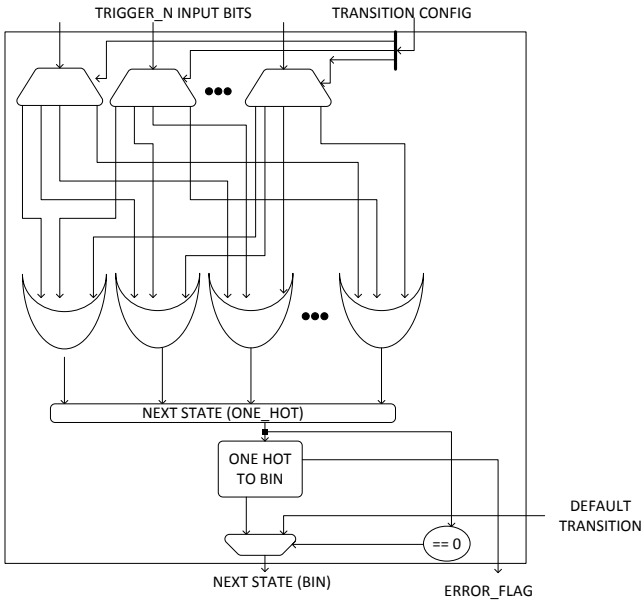 TRIGGER_N INPUT BITS
TRANSITION CONFIG
NEXT STATE (ONE_HOT)
ONE HOT
TO BIN
DEFAULT
TRANSITION
== 0
NEXT STATE (BIN)
ERROR_FLAG